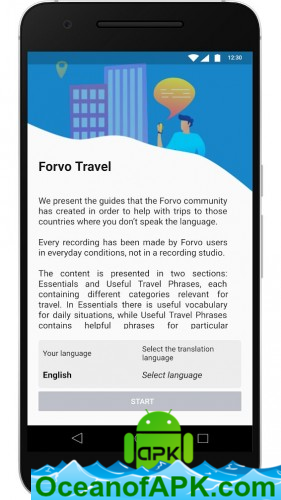 12:30
Forvo Travel
We present the guides that the Forvo community
has created in order to help with trips to those
countries where you don't speak the language.
Every recording has been made by Forvo users
in everyday conditions, not in a recording studio.
The content is presented in two sections:
Essentials and Useful Travel Phrases, each
containing different categories relevant for
travel. In Essentials there is useful vocabulary
for daily situations, while Useful Travel Phrases
contains helpful phrases for particular
Your language
Select the translation
language
English
Select language
START
apk
OceanofAPK.com